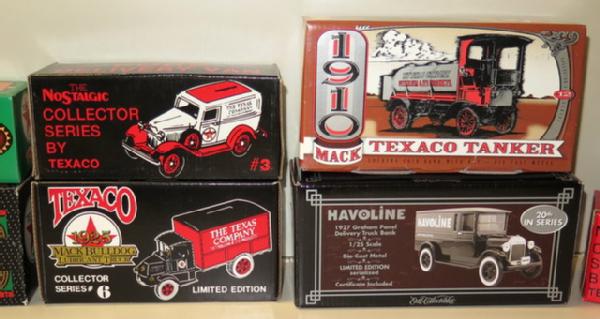 THE
NOSTALGIC
COLLECTOR
SERIES
BY
TEXACO
THE TEXAS
COMPANY
#3
1910
MACK
TEXACO TANKER
TEXACO
MACK BULLDOG
LUBRICANT TRUCK
COLLECTOR
SERIES # 6
THE TEXAS
COMPANY
LIMITED EDITION
HAVOLINE
1927 Graham Panel
Delivery Truck Bank
1/25 Scale
Die-Cast Metal
LIMITED EDITION
serialized
Certificate Included
HAVOLINE
20th
IN SERIES